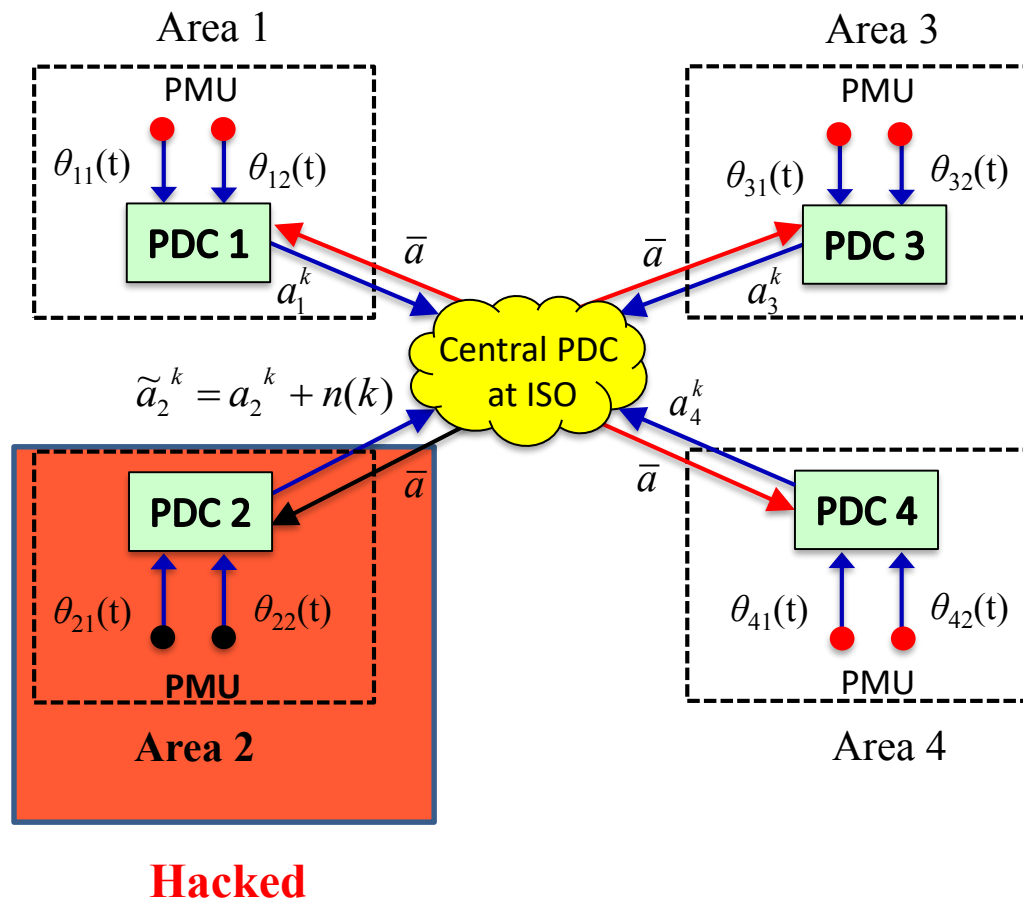 Area 1
PMU
θ₁₁(t)
θ₁₂(t)
PDC 1
a̅
a₁ᵏ
Area 3
PMU
θ₃₁(t)
θ₃₂(t)
PDC 3
a̅
a₃ᵏ
Central PDC
at ISO
ã₂ᵏ = a₂ᵏ + n(k)
a̅
PDC 2
θ₂₁(t)
θ₂₂(t)
PMU
Area 2
a₄ᵏ
a̅
PDC 4
θ₄₁(t)
θ₄₂(t)
PMU
Area 4
Hacked